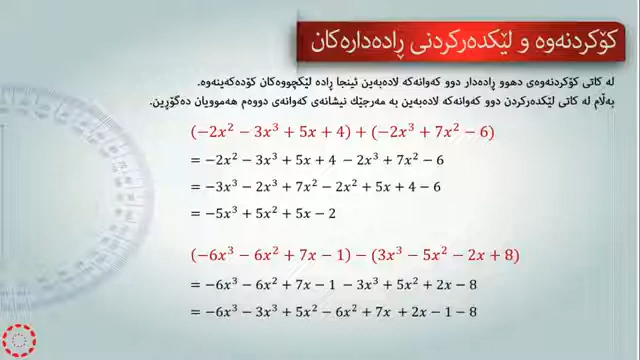 کۆکردنەوە و لێکدەرکردنی ڕادەدارەکان
لە کاتی کۆکردنەوەی دهوو ڕادەدار دوو کەوانەکە لادەبەین ئینجا ڕادە لێکچووەکان کۆدەکەینەوە.
بەڵام لە کاتی لێکدەرکردن دوو کەوانەکە لادەبەین بە مەرجێك نیشانەی کەوانەی دووەم هەموویان دەگۆڕین.
(−2x² − 3x³ + 5x + 4) + (−2x³ + 7x² − 6)
= −2x² − 3x³ + 5x + 4 − 2x³ + 7x² − 6
= −3x³ − 2x³ + 7x² − 2x² + 5x + 4 − 6
= −5x³ + 5x² + 5x − 2
(−6x³ − 6x² + 7x − 1) − (3x³ − 5x² − 2x + 8)
= −6x³ − 6x² + 7x − 1 − 3x³ + 5x² + 2x − 8
= −6x³ − 3x³ + 5x² − 6x² + 7x + 2x − 1 − 8